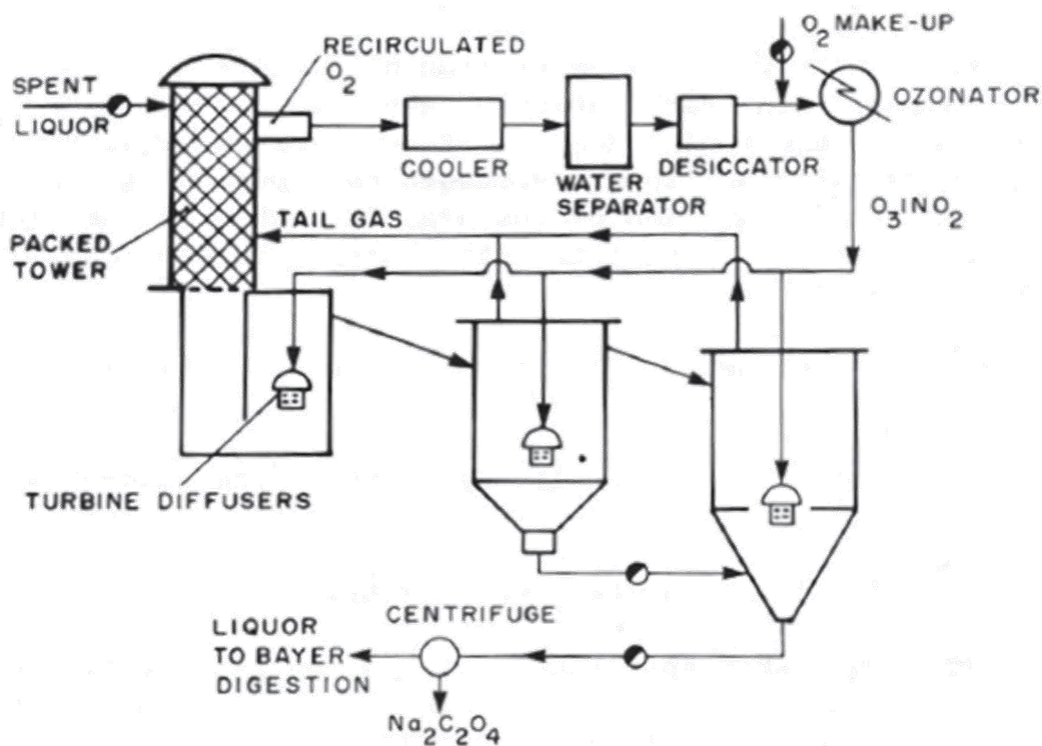 SPENT
LIQUOR
RECIRCULATED
O₂
O₂ MAKE-UP
OZONATOR
COOLER
WATER
SEPARATOR
DESICCATOR
O₃ IN O₂
PACKED
TOWER
TAIL GAS
TURBINE DIFFUSERS
CENTRIFUGE
LIQUOR
TO BAYER
DIGESTION
Na₂C₂O₄